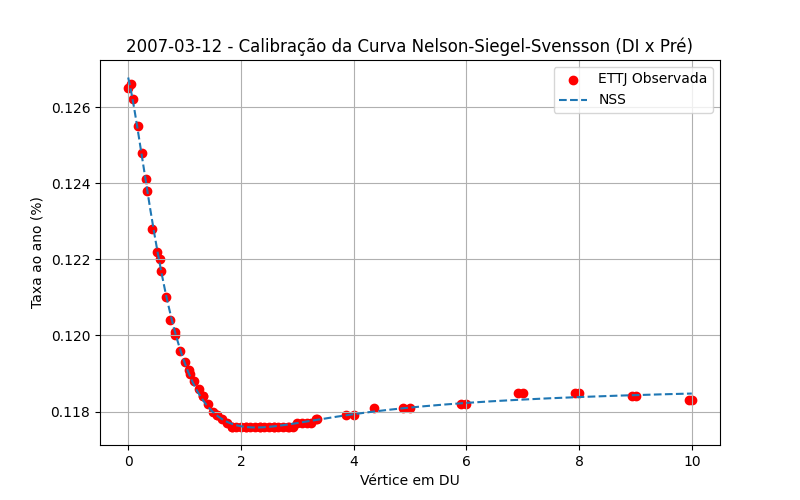 2007-03-12 - Calibração da Curva Nelson-Siegel-Svensson (DI x Pré)
ETTJ Observada
NSS
Taxa ao ano (%)
0.126
0.124
0.122
0.120
0.118
0
2
4
6
8
10
Vértice em DU